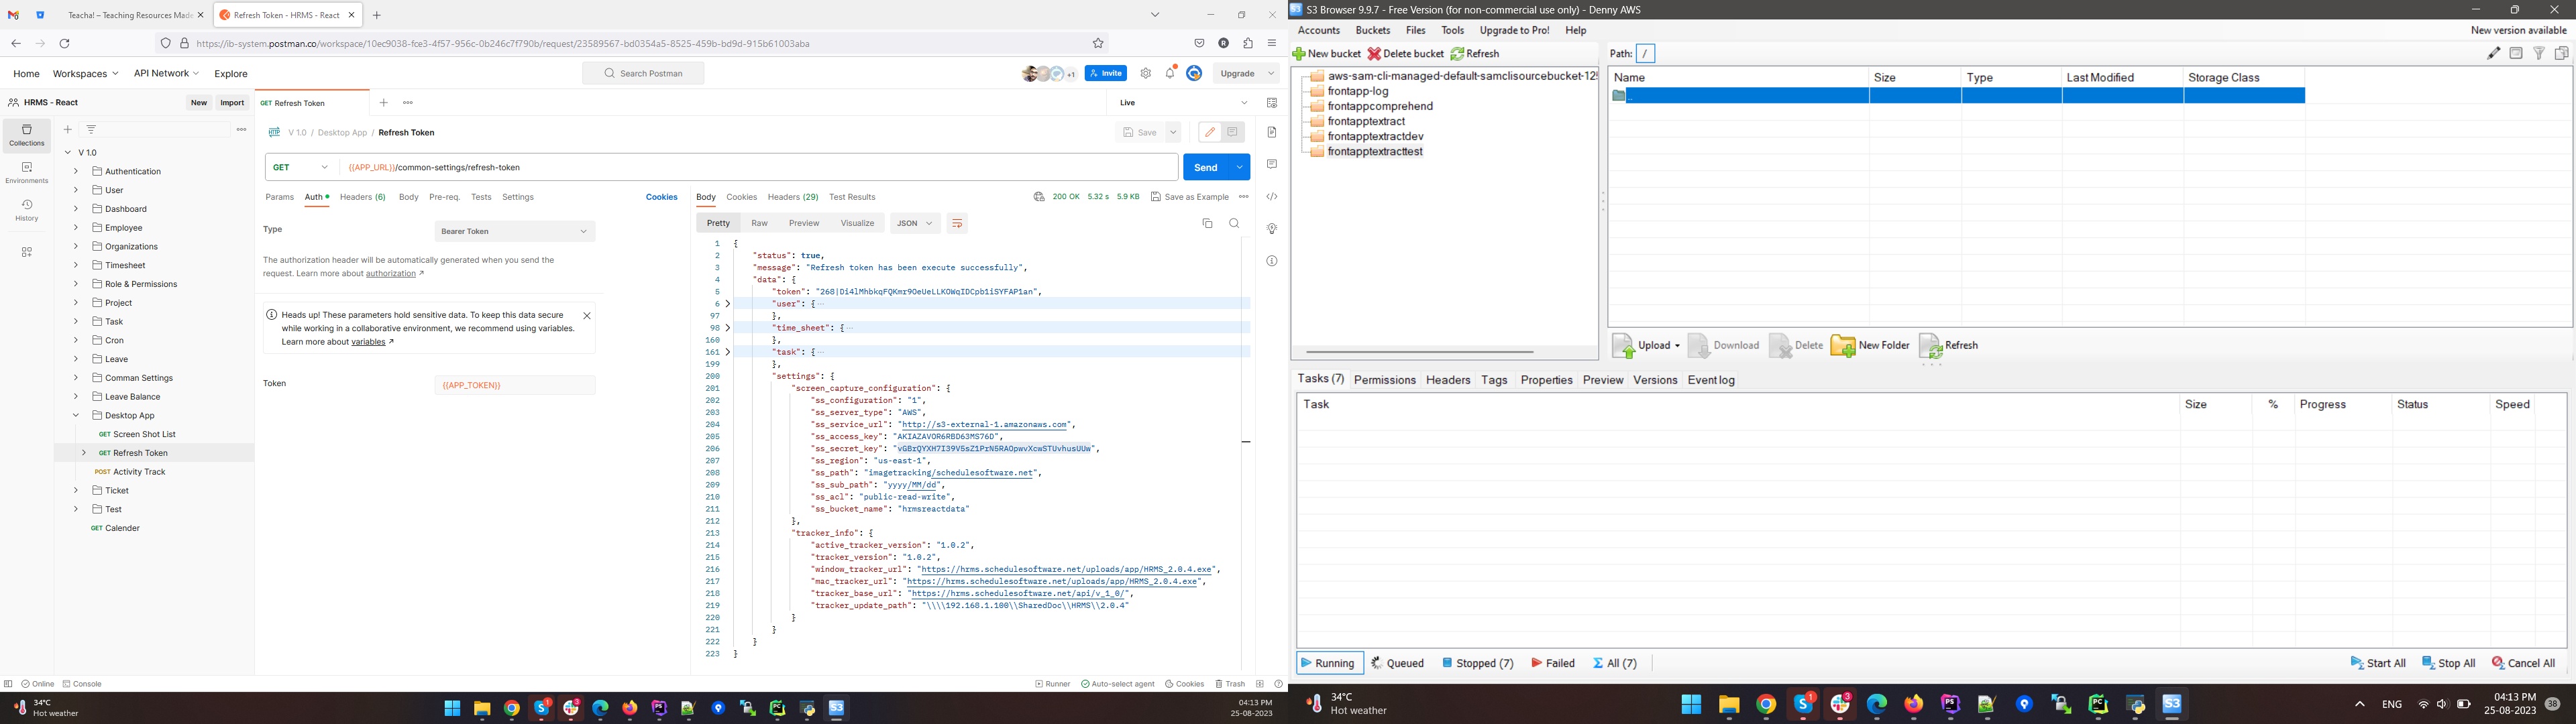 Teacha! – Teaching Resources Made
Refresh Token - HRMS - React
https://ib-system.postman.co/workspace/10ec9038-fce3-4f57-956c-0b246c7f790b/request/23589567-bd0354a5-8525-459b-bd9d-915b61003aba
Home Workspaces API Network Explore
Search Postman
+1 Invite Upgrade
HRMS - React New Import
GET Refresh Token
Live
Collections
Environments
History
V 1.0
Authentication
User
Dashboard
Employee
Organizations
Timesheet
Role & Permissions
Project
Task
Cron
Leave
Comman Settings
Leave Balance
Desktop App
GET Screen Shot List
GET Refresh Token
POST Activity Track
Ticket
Test
GET Calender
HTTP V 1.0 / Desktop App / Refresh Token
Save
GET {{APP_URL}}/common-settings/refresh-token
Send
Params Auth Headers (6) Body Pre-req. Tests Settings Cookies
Type Bearer Token
The authorization header will be automatically generated when you send the
request. Learn more about authorization ↗
Heads up! These parameters hold sensitive data. To keep this data secure
while working in a collaborative environment, we recommend using variables.
Learn more about variables ↗
Token {{APP_TOKEN}}
Body Cookies Headers (29) Test Results
200 OK 5.32 s 5.9 KB Save as Example
Pretty Raw Preview Visualize JSON
1 {
2 "status": true,
3 "message": "Refresh token has been execute successfully",
4 "data": {
5 "token":
6 "user": {
97 },
98 "time_sheet": {
160 },
161 "task": {
199 },
200 "settings": {
201 "screen_capture_configuration": {
202 "ss_configuration": "1",
203 "ss_server_type": "AWS",
204 "ss_service_url": "http://s3-external-1.amazonaws.com",
205 "ss_access_key":
206 "ss_secret_key":
207 "ss_region": "us-east-1",
208 "ss_path": "imagetracking/schedulesoftware.net",
209 "ss_sub_path": "yyyy/MM/dd",
210 "ss_acl": "public-read-write",
211 "ss_bucket_name": "hrmsreactdata"
212 },
213 "tracker_info": {
214 "active_tracker_version": "1.0.2",
215 "tracker_version": "1.0.2",
216 "window_tracker_url": "https://hrms.schedulesoftware.net/uploads/app/HRMS_2.0.4.exe",
217 "mac_tracker_url": "https://hrms.schedulesoftware.net/uploads/app/HRMS_2.0.4.exe",
218 "tracker_base_url": "https://hrms.schedulesoftware.net/api/v_1_0/",
219 "tracker_update_path": "\\\\192.168.1.100\\SharedDoc\\HRMS\\2.0.4"
220 }
221 }
222 }
223 }
Online Console
Runner Auto-select agent Cookies Trash
34°C
Hot weather
04:13 PM
25-08-2023
S3 Browser 9.9.7 - Free Version (for non-commercial use only) - Denny AWS
Accounts Buckets Files Tools Upgrade to Pro! Help
New version available
New bucket Delete bucket Refresh
Path: /
aws-sam-cli-managed-default-samclisourcebucket-12
frontapp-log
frontappcomprehend
frontapptextract
frontapptextractdev
frontapptextracttest
Name Size Type Last Modified Storage Class
..
Upload Download Delete New Folder Refresh
Tasks (7) Permissions Headers Tags Properties Preview Versions Event log
Task Size % Progress Status Speed
Running Queued Stopped (7) Failed All (7)
Start All Stop All Cancel All
34°C
Hot weather
ENG
04:13 PM
25-08-2023
38